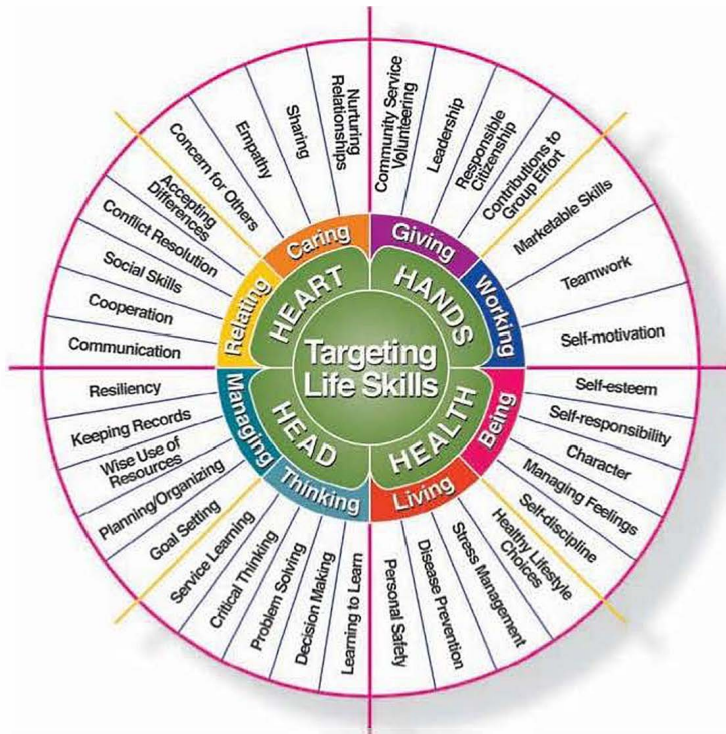 Targeting
Life Skills
HEART
HANDS
HEALTH
HEAD
Caring
Giving
Working
Being
Living
Thinking
Managing
Relating
Nurturing
Relationships
Sharing
Empathy
Concern for Others
Accepting
Differences
Conflict Resolution
Social Skills
Cooperation
Communication
Community Service
Volunteering
Leadership
Responsible
Citizenship
Contributions to
Group Effort
Marketable Skills
Teamwork
Self-motivation
Self-esteem
Self-responsibility
Character
Managing Feelings
Self-discipline
Healthy Lifestyle
Choices
Stress Management
Disease Prevention
Personal Safety
Learning to Learn
Decision Making
Problem Solving
Critical Thinking
Service Learning
Goal Setting
Planning/Organizing
Wise Use of
Resources
Keeping Records
Resiliency